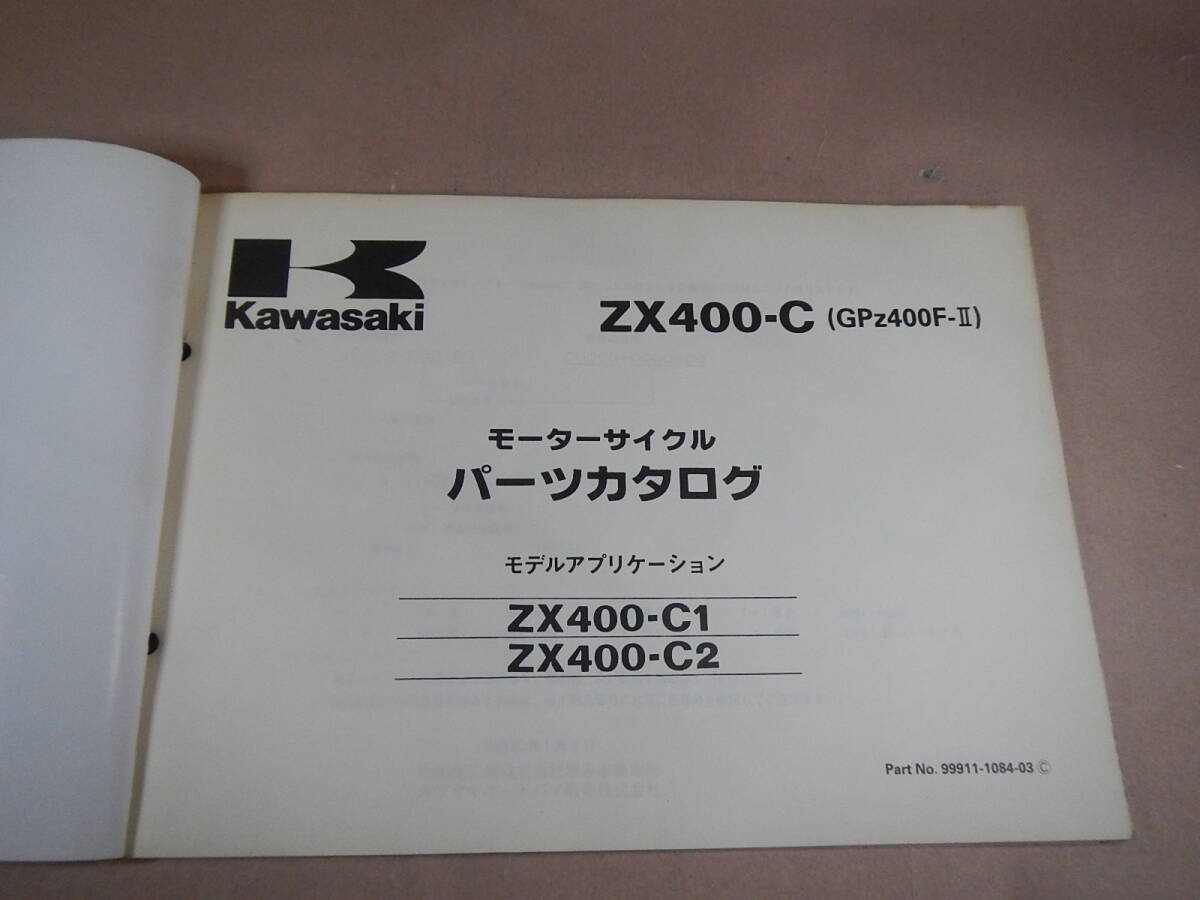 Kawasaki
ZX400-C (GPz400F-Ⅱ)
モーターサイクル
パーツカタログ
モデルアプリケーション
ZX400-C1
ZX400-C2
Part No. 99911-1084-03 Ⓒ